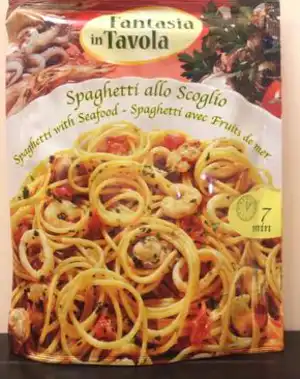 Fantasia
in Tavola
Spaghetti allo Scoglio
Spaghetti with Seafood - Spaghetti avec Fruits de mer
7
min